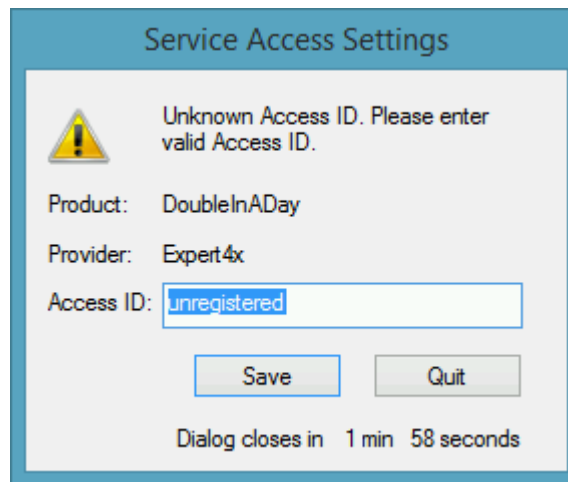 Service Access Settings
Unknown Access ID. Please enter
valid Access ID.
Product: DoubleInADay
Provider: Expert4x
Access ID: unregistered
Save Quit
Dialog closes in 1 min 58 seconds